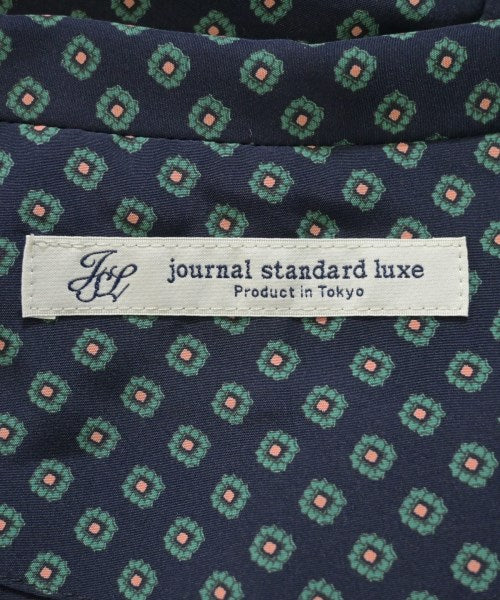 JSL
journal standard luxe
Product in Tokyo